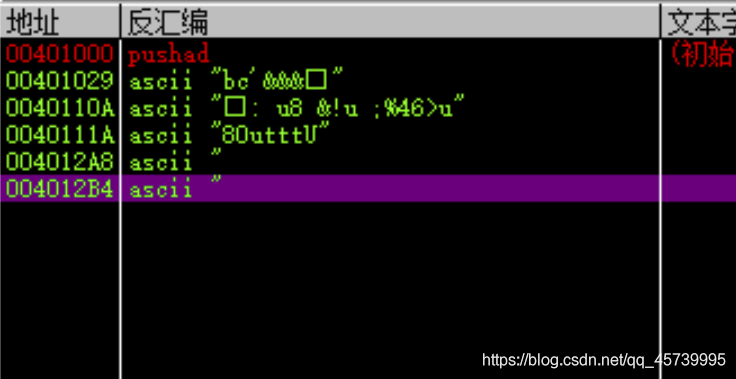 地址 反汇编 文本字
00401000 pushad (初始
00401029 ascii "bc'&&&□"
0040110A ascii "□: u8 &!u ;%46>u"
0040111A ascii "8OutttU"
004012A8 ascii "
004012B4 ascii "
https://blog.csdn.net/qq_45739995